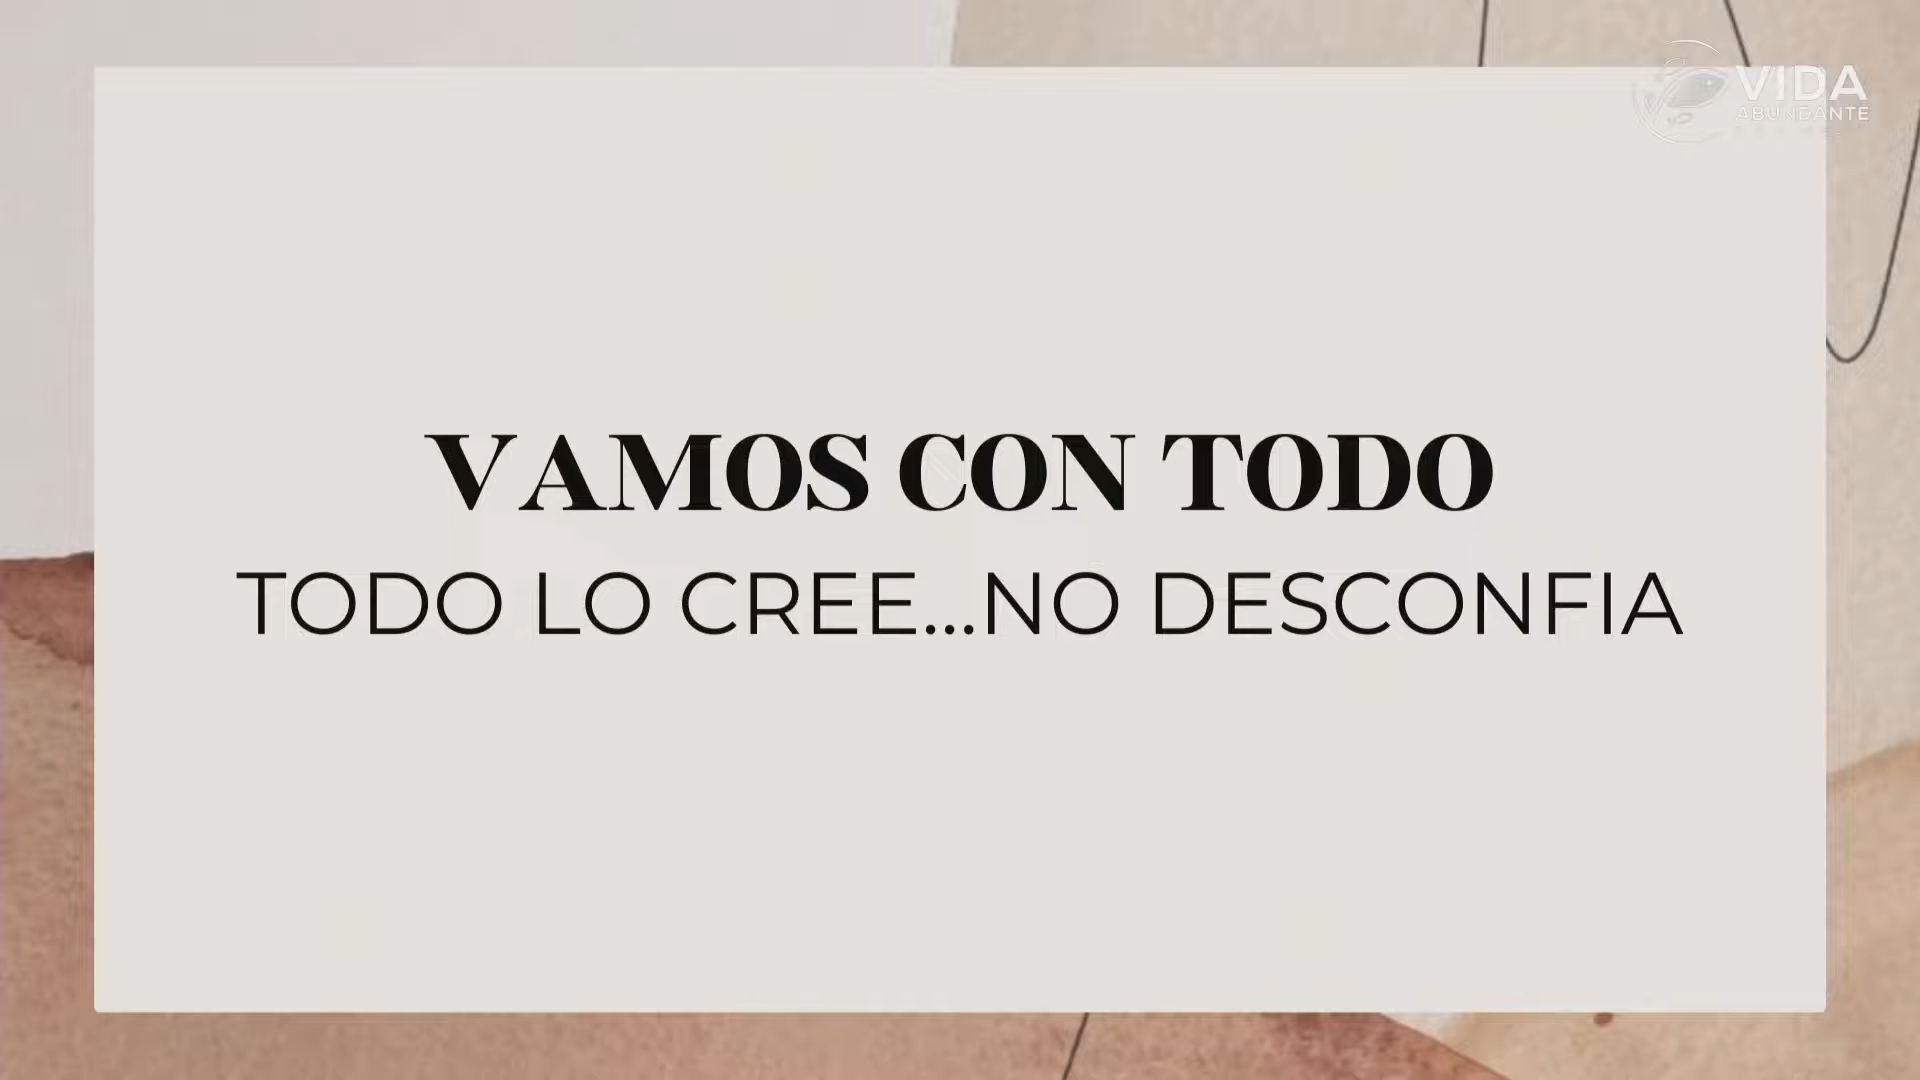 VIDA
ABUNDANTE
VAMOS CON TODO
TODO LO CREE...NO DESCONFIA